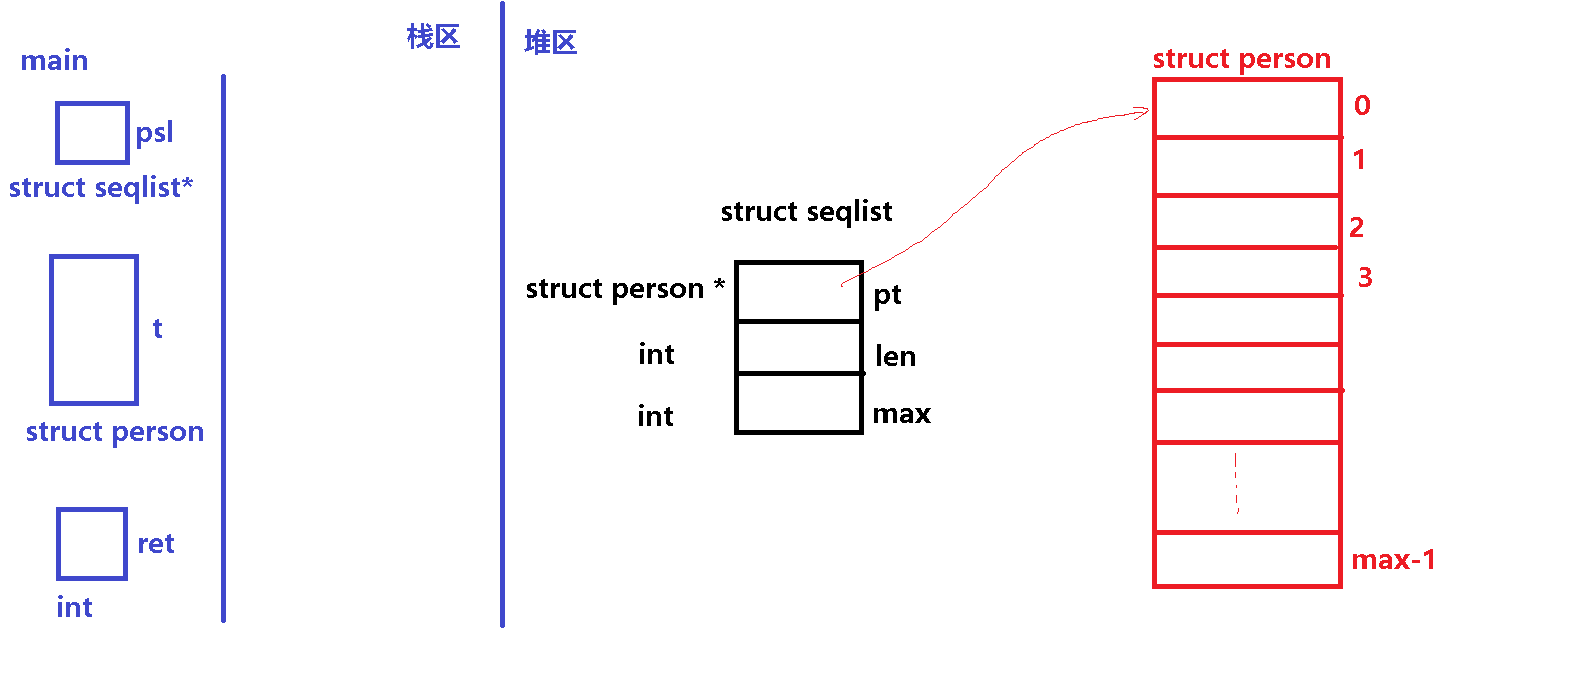 栈区
堆区
main
psl
struct seqlist*
t
struct person
ret
int
struct seqlist
struct person *
pt
int
len
int
max
struct person
0
1
2
3
max-1